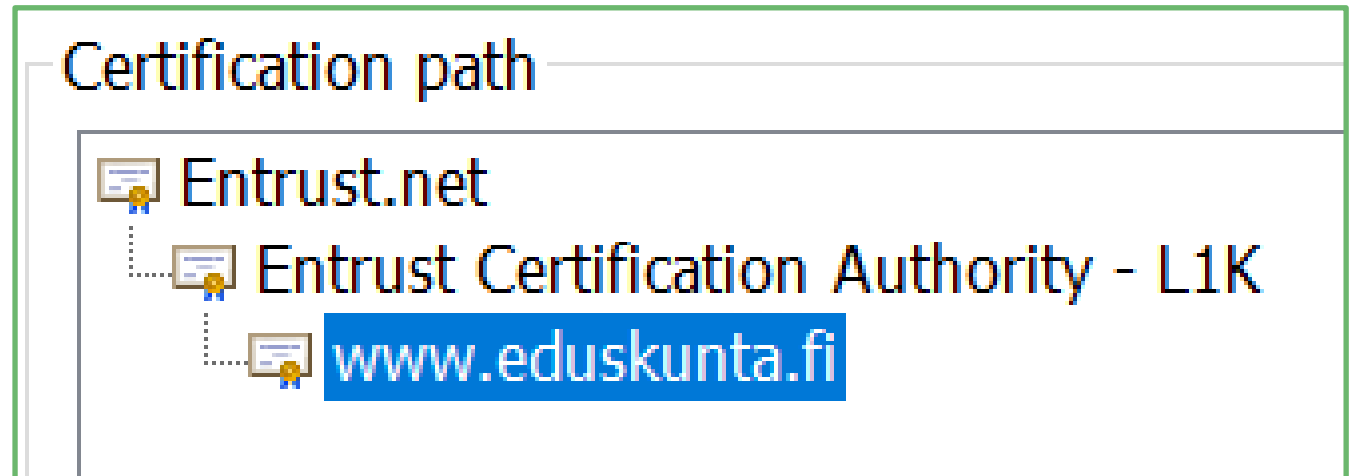 Certification path
Entrust.net
Entrust Certification Authority - L1K
www.eduskunta.fi